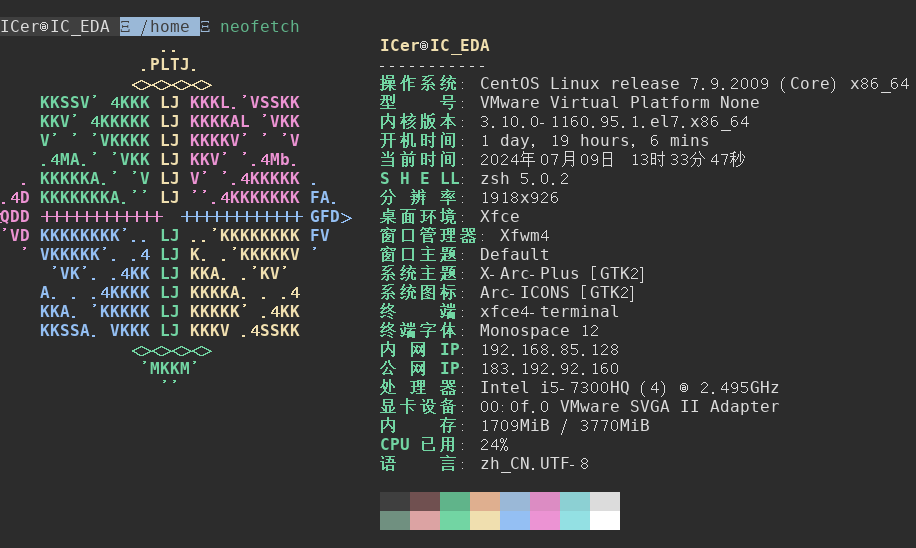 ICer@IC_EDA Ξ /home Ξ neofetch
..
.PLTJ.
<><><><>
KKSSV' 4KKK LJ KKKL.'VSSKK
KKV' 4KKKKK LJ KKKKAL 'VKK
V' ' 'VKKKK LJ KKKKV' ' 'V
.4MA.' 'VKK LJ KKV' '.4Mb.
. KKKKKA.' 'V LJ V' '.4KKKKK .
.4D KKKKKKKA.'' LJ ''.4KKKKKKK FA.
QDD ++++++++++++ ++++++++++++ GFD>
'VD KKKKKKKK'.. LJ ..'KKKKKKKK FV
' VKKKKK'. .4 LJ K. .'KKKKKV '
'VK'. .4KK LJ KKA. .'KV'
A. . .4KKKK LJ KKKKA. . .4
KKA. 'KKKKK LJ KKKKK' .4KK
KKSSA. VKKK LJ KKKV .4SSKK
<><><><>
'MKKM'
''
ICer@IC_EDA
-----------
操作系统: CentOS Linux release 7.9.2009 (Core) x86_64
型 号: VMware Virtual Platform None
内核版本: 3.10.0-1160.95.1.el7.x86_64
开机时间: 1 day, 19 hours, 6 mins
当前时间: 2024年07月09日 13时33分47秒
S H E LL: zsh 5.0.2
分 辨 率: 1918x926
桌面环境: Xfce
窗口管理器: Xfwm4
窗口主题: Default
系统主题: X-Arc-Plus [GTK2]
系统图标: Arc-ICONS [GTK2]
终 端: xfce4-terminal
终端字体: Monospace 12
内 网 IP: 192.168.85.128
公 网 IP: 183.192.92.160
处 理 器: Intel i5-7300HQ (4) @ 2.495GHz
显卡设备: 00:0f.0 VMware SVGA II Adapter
内 存: 1709MiB / 3770MiB
CPU 已用: 24%
语 言: zh_CN.UTF-8